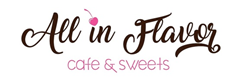 All in Flavor
cafe & sweets